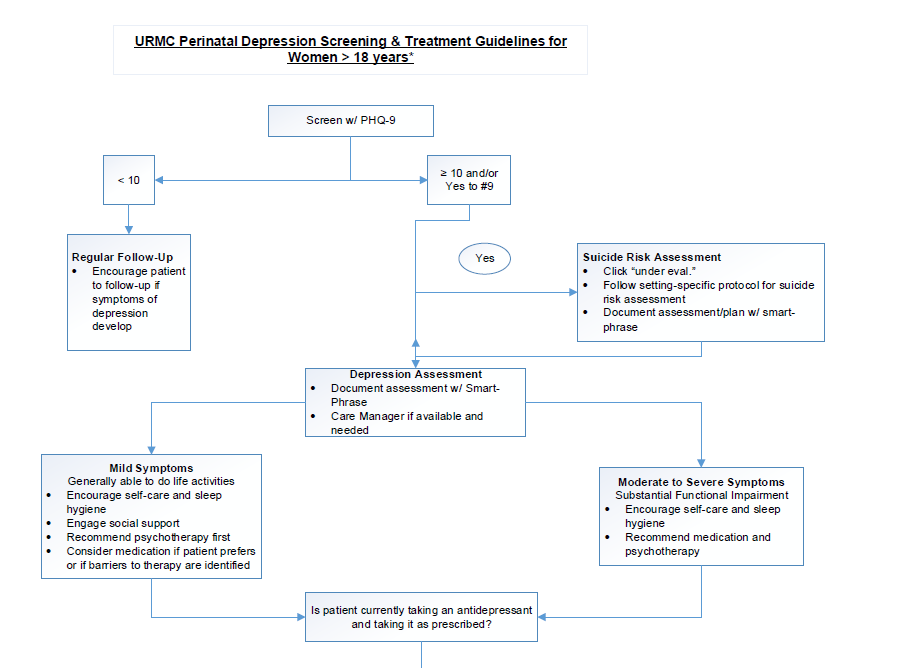 URMC Perinatal Depression Screening & Treatment Guidelines for
Women > 18 years*
Screen w/ PHQ-9
< 10
≥ 10 and/or
Yes to #9
Regular Follow-Up
• Encourage patient
to follow-up if
symptoms of
depression
develop
Yes
Suicide Risk Assessment
• Click “under eval.”
• Follow setting-specific protocol for suicide
risk assessment
• Document assessment/plan w/ smart-
phrase
Depression Assessment
• Document assessment w/ Smart-
Phrase
• Care Manager if available and
needed
Mild Symptoms
Generally able to do life activities
• Encourage self-care and sleep
hygiene
• Engage social support
• Recommend psychotherapy first
• Consider medication if patient prefers
or if barriers to therapy are identified
Moderate to Severe Symptoms
Substantial Functional Impairment
• Encourage self-care and sleep
hygiene
• Recommend medication and
psychotherapy
Is patient currently taking an antidepressant
and taking it as prescribed?